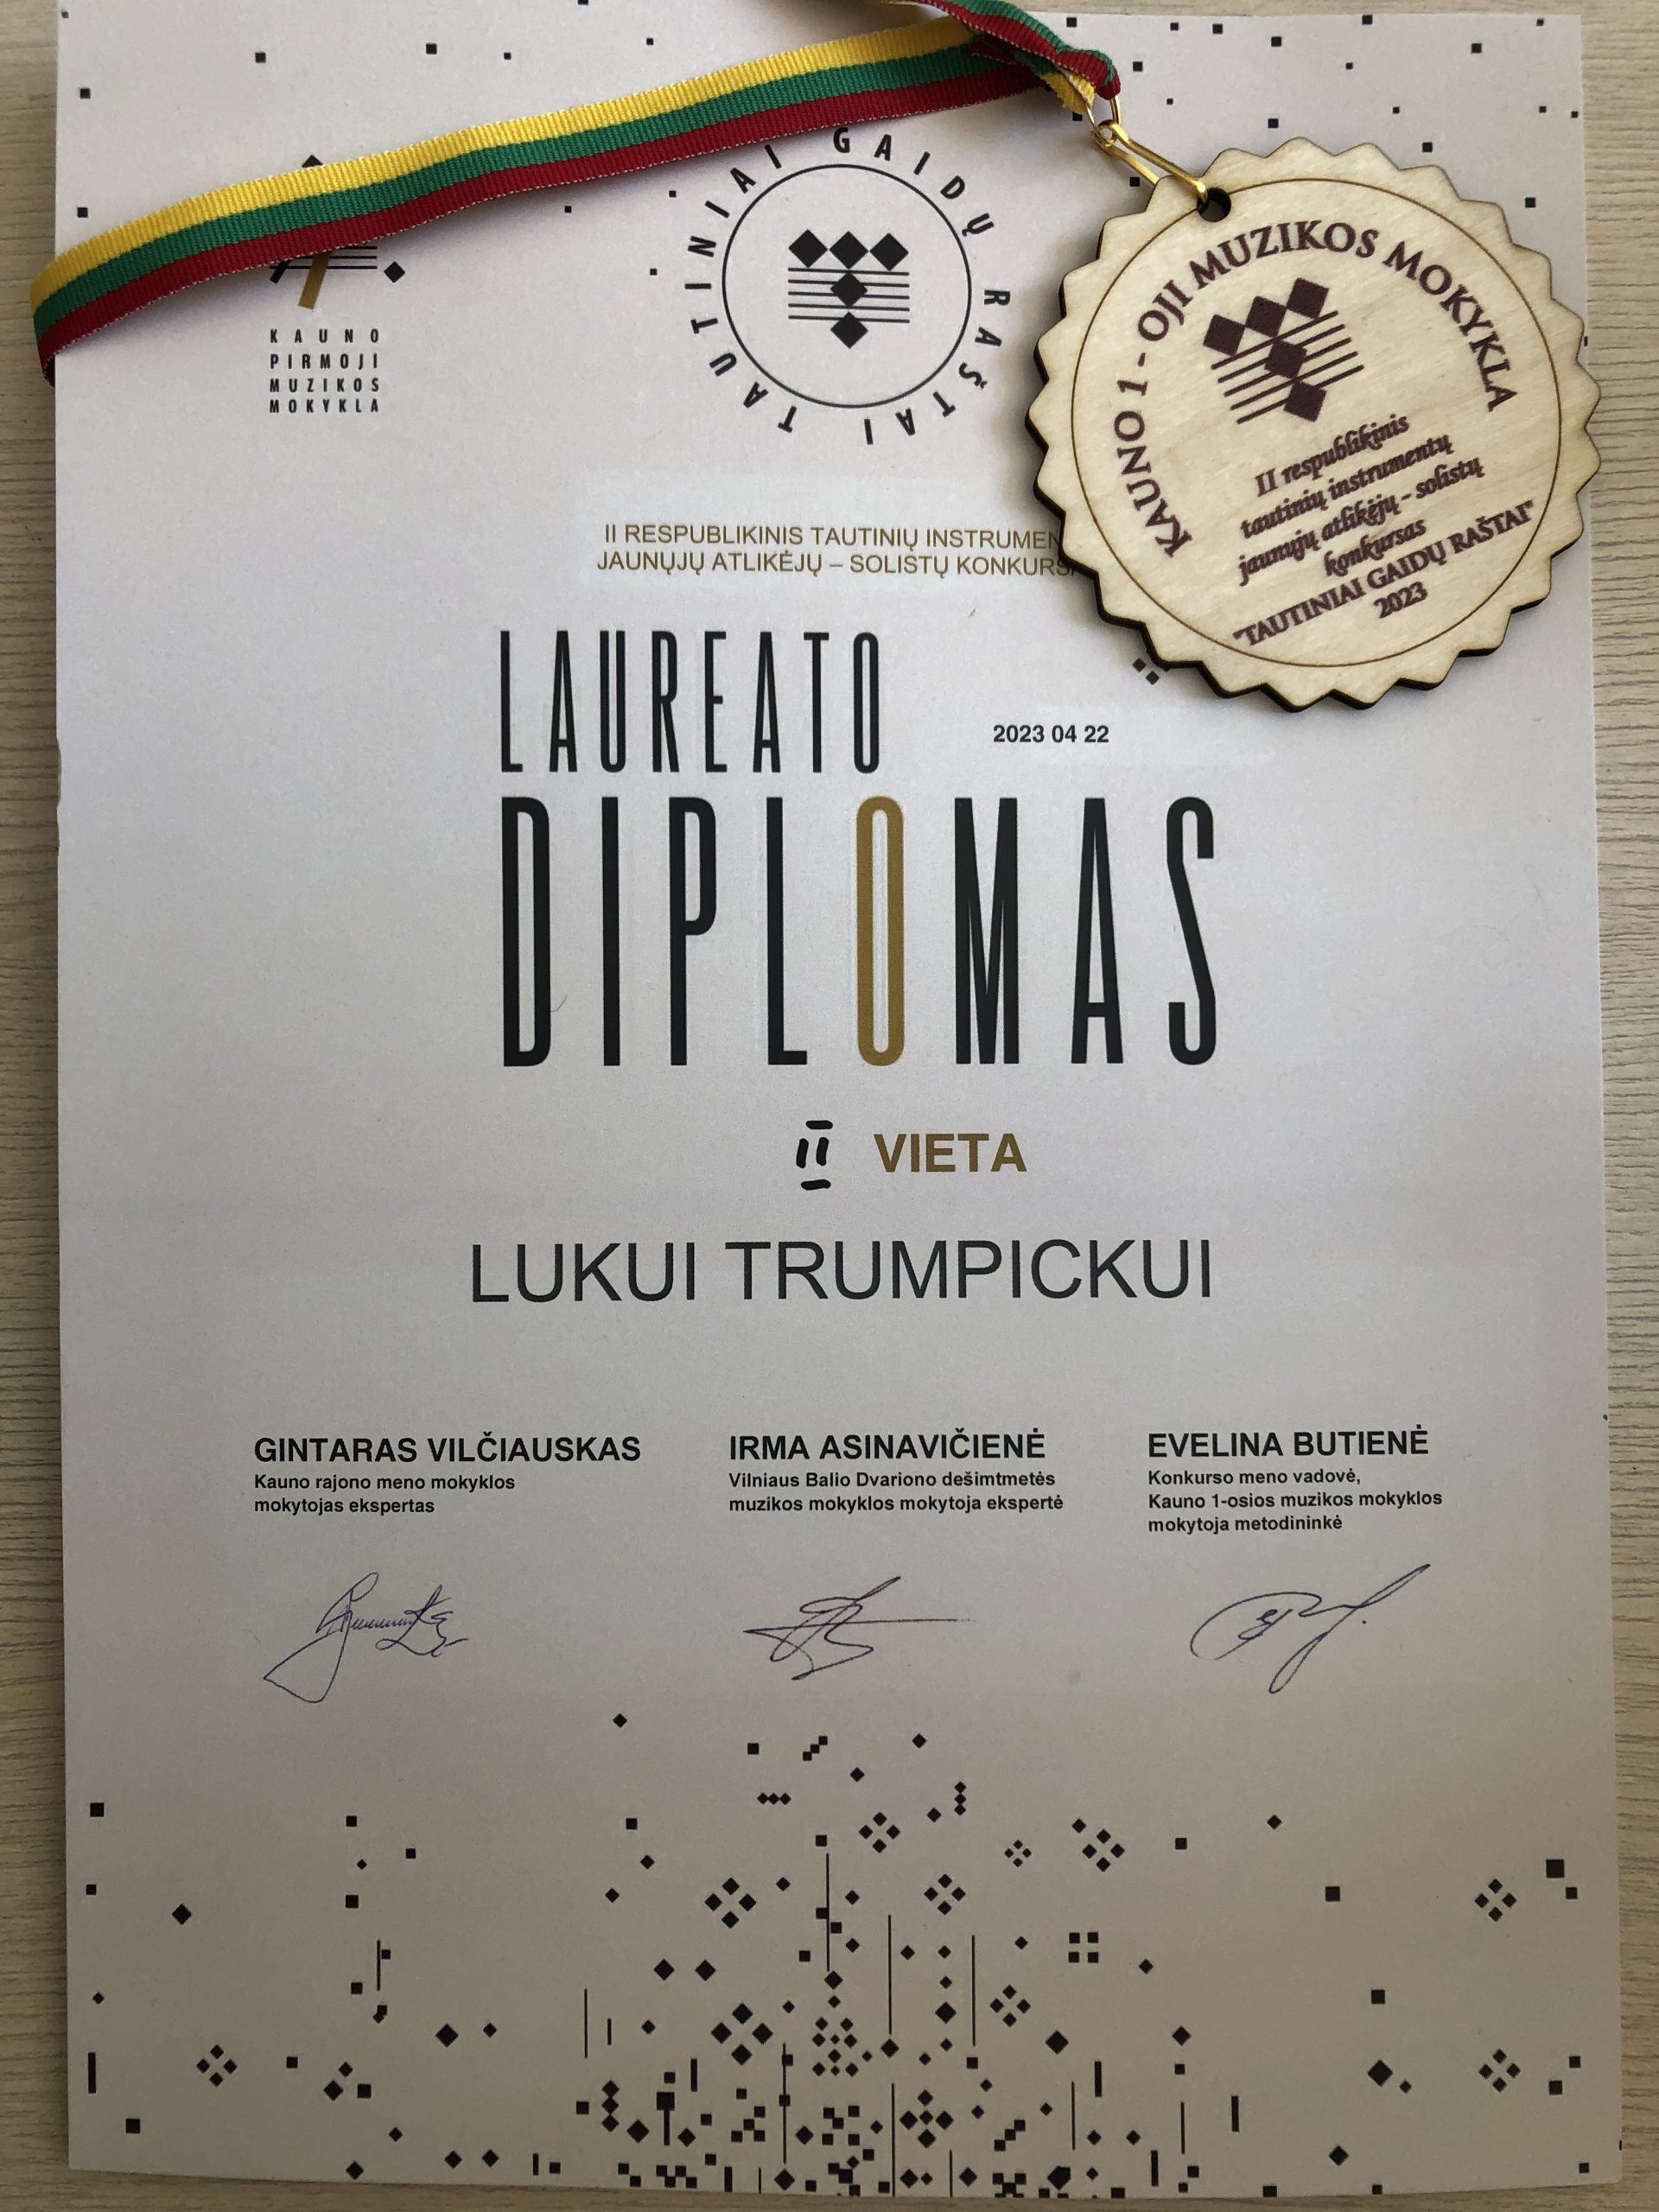 KAUNO
PIRMOJI
MUZIKOS
MOKYKLA
TAUTINIAI GAIDŲ RAŠTAI
KAUNO 1 - OJI MUZIKOS MOKYKLA
II respublikinis
tautinių instrumentų
jaunųjų atlikėjų - solistų
konkursas
"TAUTINIAI GAIDŲ RAŠTAI"
2023
II RESPUBLIKINIS TAUTINIŲ INSTRUMEN
JAUNŲJŲ ATLIKĖJŲ – SOLISTŲ KONKURS
LAUREATO
2023 04 22
DIPLOMAS
II VIETA
LUKUI TRUMPICKUI
GINTARAS VILČIAUSKAS
Kauno rajono meno mokyklos
mokytojas ekspertas
IRMA ASINAVIČIENĖ
Vilniaus Balio Dvariono dešimtmetės
muzikos mokyklos mokytoja ekspertė
EVELINA BUTIENĖ
Konkurso meno vadovė,
Kauno 1-osios muzikos mokyklos
mokytoja metodininkė